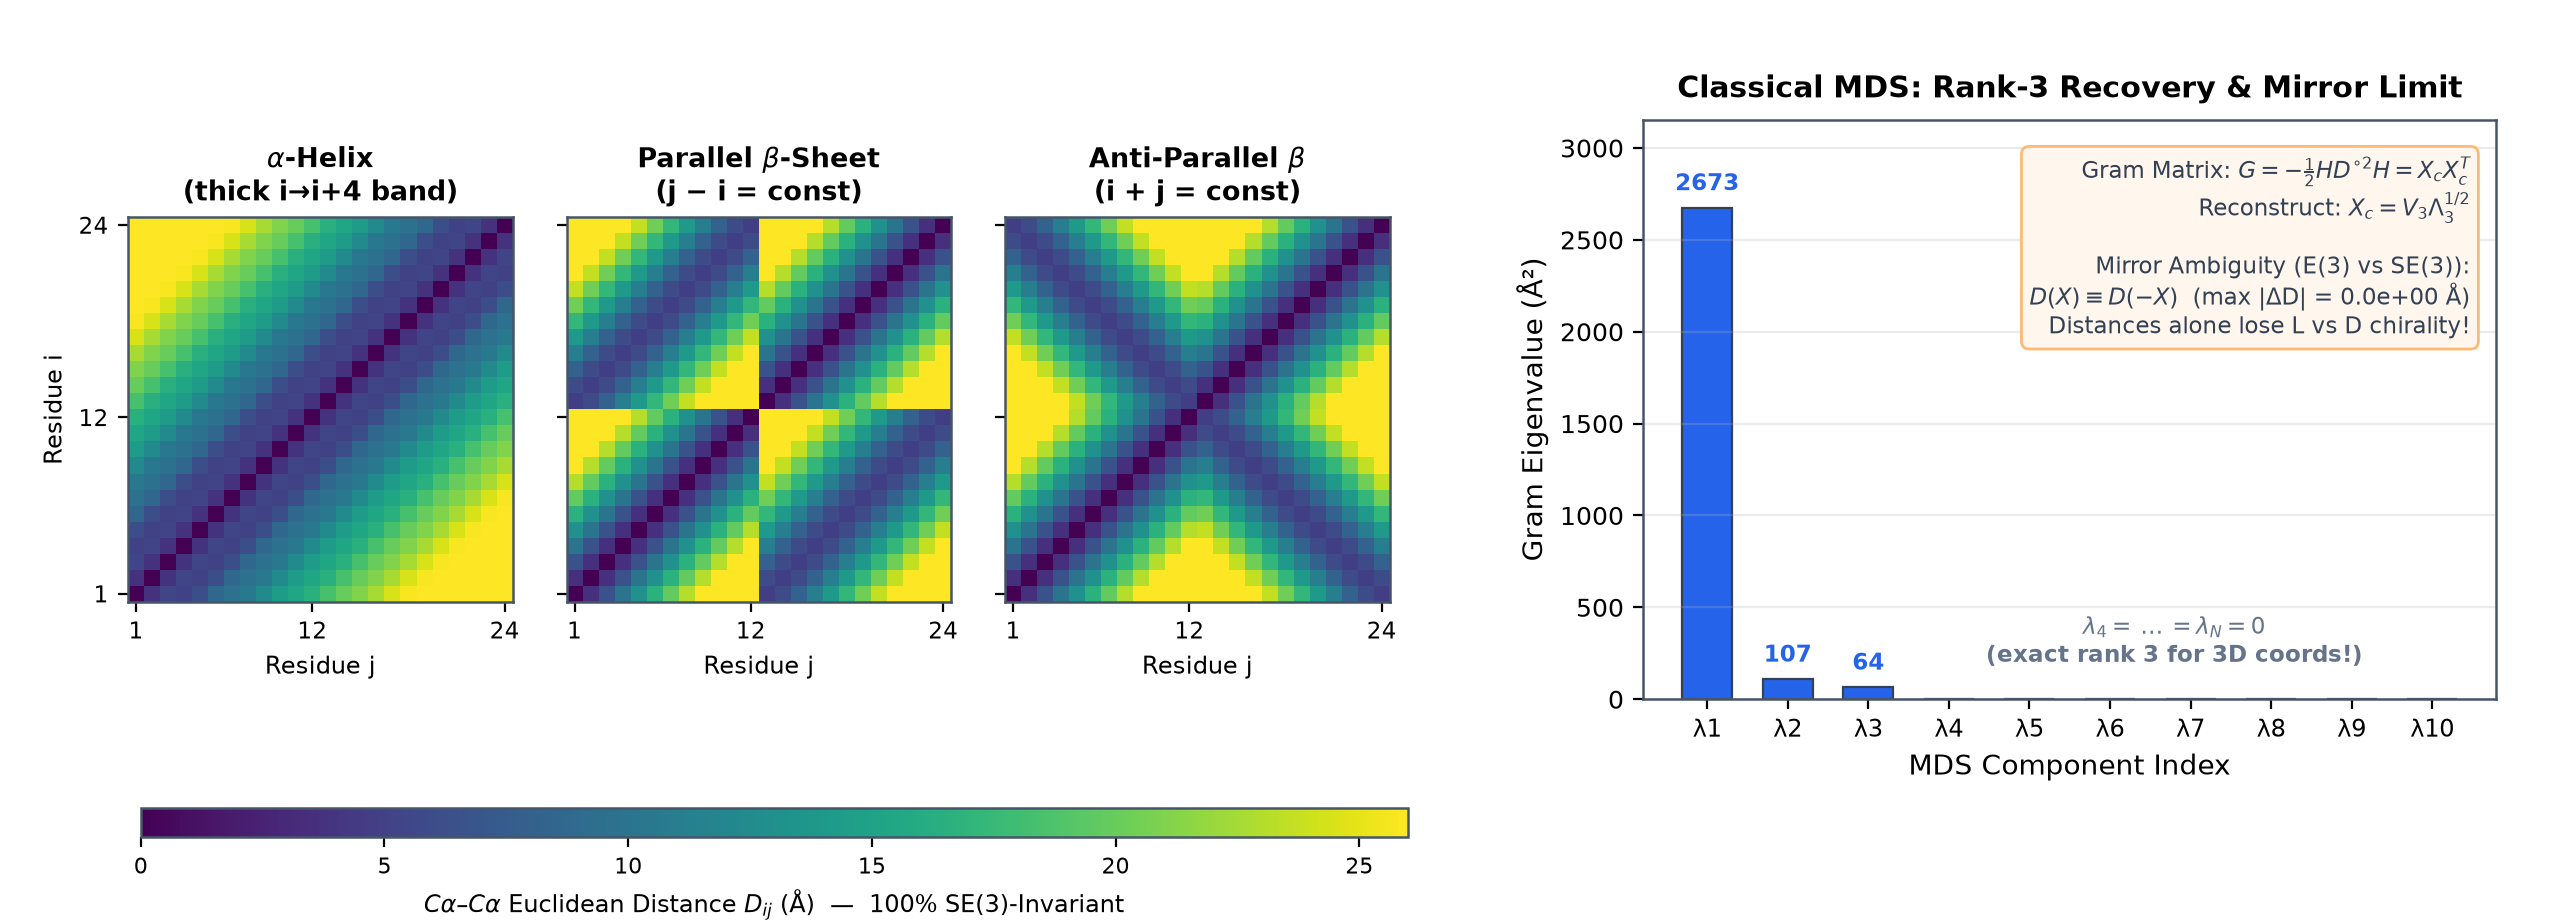 α-Helix
(thick i→i+4 band)
Parallel β-Sheet
(j − i = const)
Anti-Parallel β
(i + j = const)
Residue i
24
12
1
1 12 24
Residue j
1 12 24
Residue j
1 12 24
Residue j
0 5 10 15 20 25
Cα–Cα Euclidean Distance D_ij (Å) — 100% SE(3)-Invariant
Classical MDS: Rank-3 Recovery & Mirror Limit
Gram Eigenvalue (Å²)
3000
2500
2000
1500
1000
500
0
2673
107
64
Gram Matrix: G = −½HD^∘2H = X_cX_c^T
Reconstruct: X_c = V_3Λ_3^1/2
Mirror Ambiguity (E(3) vs SE(3)):
D(X) ≡ D(−X) (max |ΔD| = 0.0e+00 Å)
Distances alone lose L vs D chirality!
λ_4 = … = λ_N = 0
(exact rank 3 for 3D coords!)
λ1 λ2 λ3 λ4 λ5 λ6 λ7 λ8 λ9 λ10
MDS Component Index